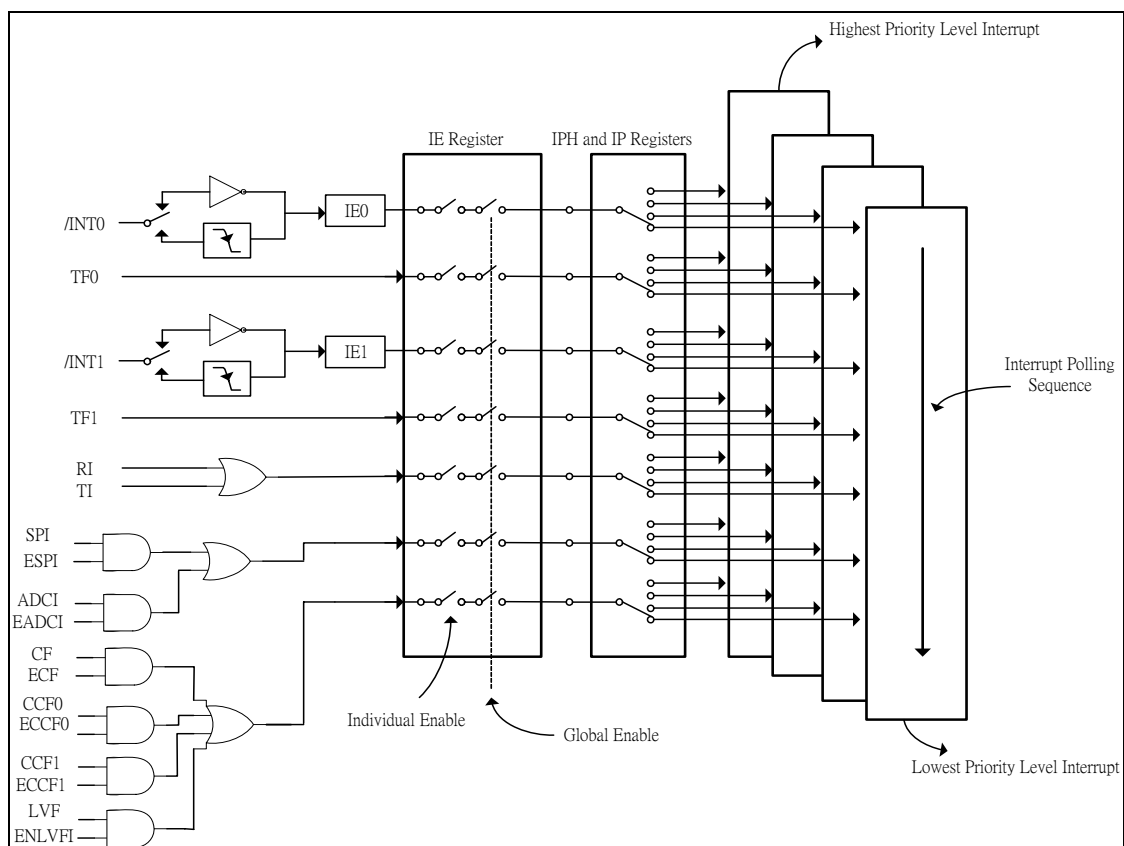 Highest Priority Level Interrupt
IE Register
IPH and IP Registers
/INT0
IE0
TF0
/INT1
IE1
Interrupt Polling
Sequence
TF1
RI
TI
SPI
ESPI
ADCI
EADCI
CF
ECF
CCF0
ECCF0
Individual Enable
Global Enable
CCF1
ECCF1
Lowest Priority Level Interrupt
LVF
ENLVFI